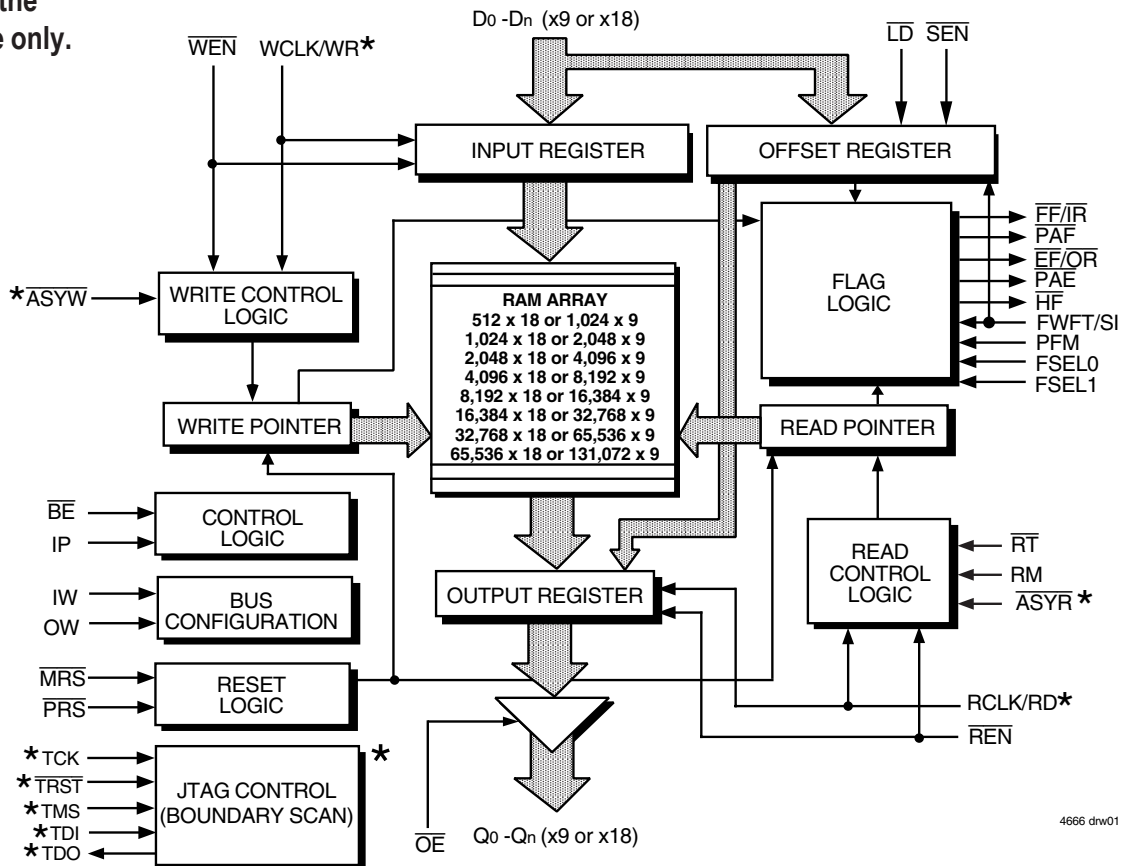 the
e only.
D0 -Dn (x9 or x18)
WEN
WCLK/WR*
LD
SEN
INPUT REGISTER
OFFSET REGISTER
*ASYW
WRITE CONTROL
LOGIC
RAM ARRAY
512 x 18 or 1,024 x 9
1,024 x 18 or 2,048 x 9
2,048 x 18 or 4,096 x 9
4,096 x 18 or 8,192 x 9
8,192 x 18 or 16,384 x 9
16,384 x 18 or 32,768 x 9
32,768 x 18 or 65,536 x 9
65,536 x 18 or 131,072 x 9
FLAG
LOGIC
FF/IR
PAF
EF/OR
PAE
HF
FWFT/SI
PFM
FSEL0
FSEL1
WRITE POINTER
READ POINTER
BE
IP
CONTROL
LOGIC
READ
CONTROL
LOGIC
RT
RM
ASYR*
IW
OW
BUS
CONFIGURATION
OUTPUT REGISTER
MRS
PRS
RESET
LOGIC
RCLK/RD*
REN
*TCK
*TRST
*TMS
*TDI
*TDO
JTAG CONTROL
(BOUNDARY SCAN)
*
OE
Q0 -Qn (x9 or x18)
4666 drw01